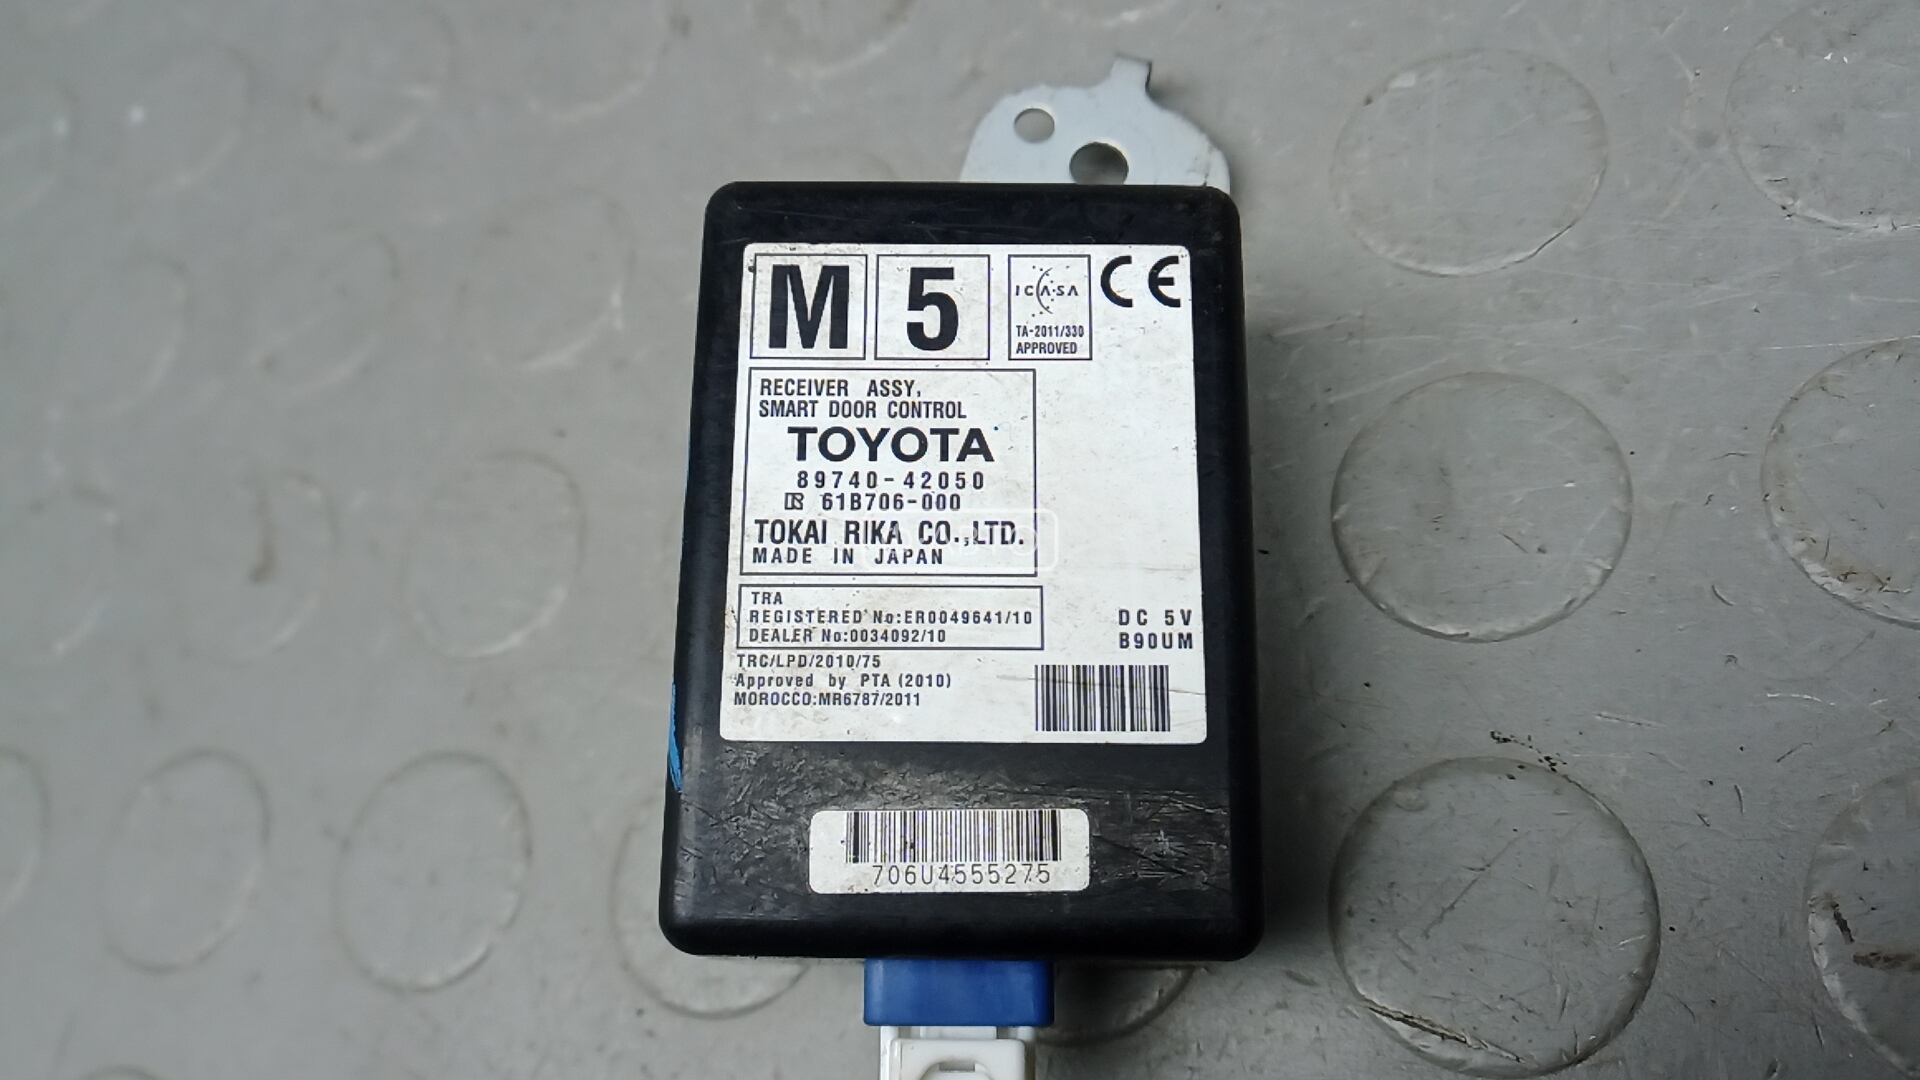 M 5
ICASA
TA-2011/330
APPROVED
CE
RECEIVER ASSY,
SMART DOOR CONTROL
TOYOTA
89740-42050
61B706-000
TOKAI RIKA CO.,LTD.
MADE IN JAPAN
TRA
REGISTERED No:ER0049641/10
DEALER No:0034092/10
TRC/LPD/2010/75
Approved by PTA (2010)
MOROCCO:MR6787/2011
DC 5V
B90UM
706U4555275